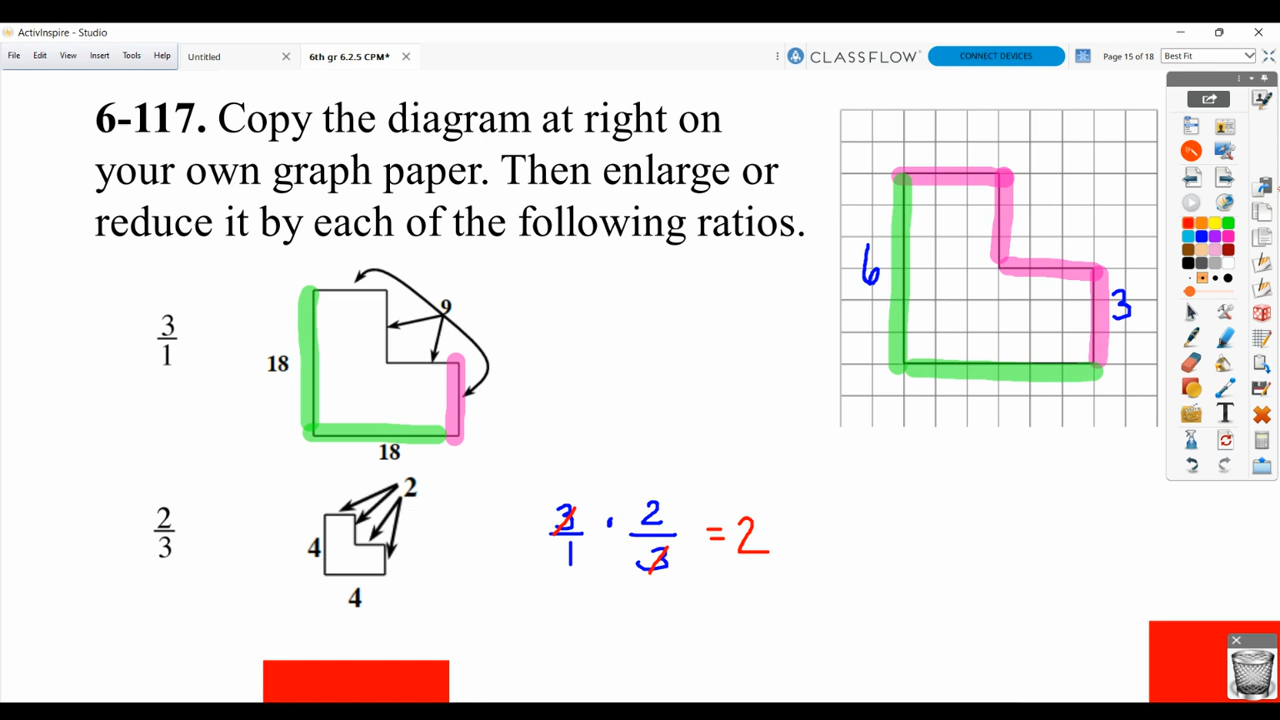 ActivInspire - Studio
File Edit View Insert Tools Help
Untitled
6th gr 6.2.5 CPM*
CLASSFLOW
CONNECT DEVICES
Page 15 of 18
Best Fit
6-117. Copy the diagram at right on
your own graph paper. Then enlarge or
reduce it by each of the following ratios.
3
1
18
9
18
6
3
2
3
2
4
4
3/1 · 2/3 = 2
T